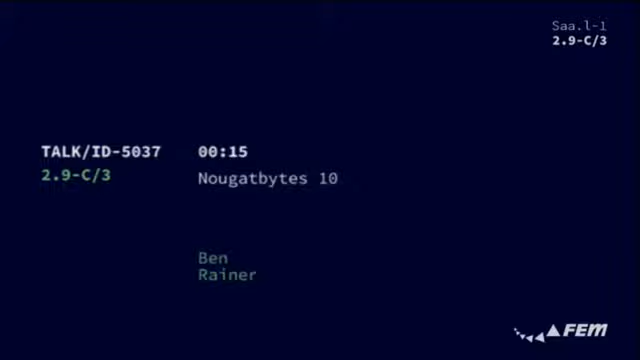 Saa.l-1
2.9-C/3
TALK/ID-5037 00:15
2.9-C/3 Nougatbytes 10
Ben
Rainer
FEM